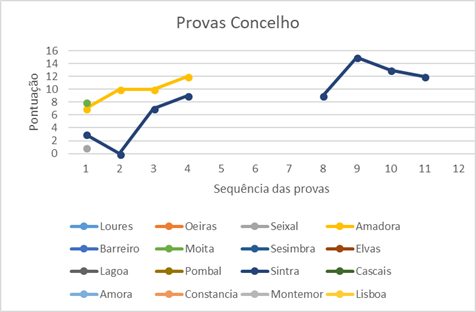 Provas Concelho
16
14
12
10
8
6
4
2
0
Pontuação
1 2 3 4 5 6 7 8 9 10 11 12
Sequência das provas
Loures Oeiras Seixal Amadora
Barreiro Moita Sesimbra Elvas
Lagoa Pombal Sintra Cascais
Amora Constancia Montemor Lisboa